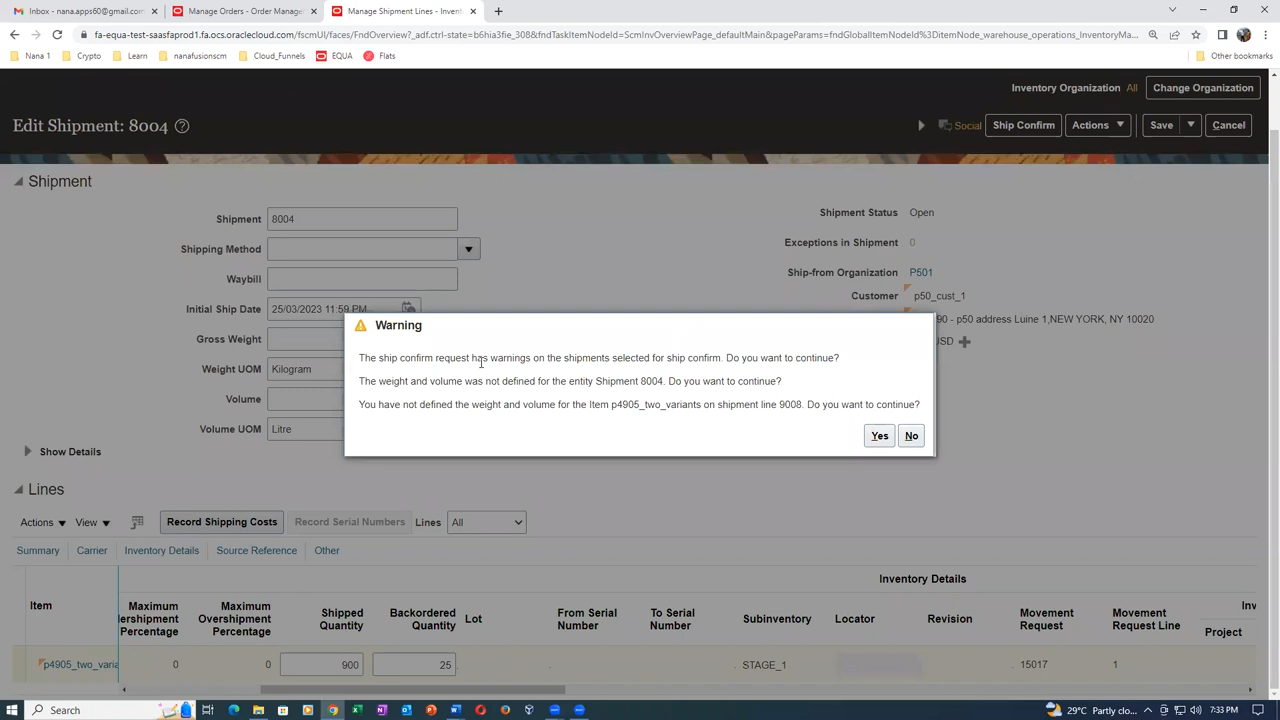 Inbox - nana.apps60@gmail.com
Manage Orders - Order Manage
Manage Shipment Lines - Invent
fa-equa-test-saasfaprod1.fa.ocs.oraclecloud.com/fscmUI/faces/FndOverview?_adf.ctrl-state=b6hia3fie_308&fndTaskItemNodeId=ScmInvOverviewPage_defaultMain&pageParams=fndGlobalItemNodeId%3DitemNode_warehouse_operations_InventoryMa...
Nana 1
Crypto
Learn
nanafusionscm
Cloud_Funnels
EQUA
Flats
Other bookmarks
Inventory Organization All
Change Organization
Edit Shipment: 8004
Social
Ship Confirm
Actions
Save
Cancel
Shipment
Shipment 8004
Shipping Method
Waybill
Initial Ship Date 25/03/2023 11:59 PM
Gross Weight
Weight UOM Kilogram
Volume
Volume UOM Litre
Shipment Status Open
Exceptions in Shipment 0
Ship-from Organization P501
Customer p50_cust_1
90 - p50 address Luine 1,NEW YORK, NY 10020
SD
Warning
The ship confirm request has warnings on the shipments selected for ship confirm. Do you want to continue?
The weight and volume was not defined for the entity Shipment 8004. Do you want to continue?
You have not defined the weight and volume for the Item p4905_two_variants on shipment line 9008. Do you want to continue?
Yes
No
Show Details
Lines
Actions
View
Record Shipping Costs
Record Serial Numbers
Lines All
Summary
Carrier
Inventory Details
Source Reference
Other
Inventory Details
Item
Maximum
dershipment
Percentage
Maximum
Overshipment
Percentage
Shipped
Quantity
Backordered
Quantity
Lot
From Serial
Number
To Serial
Number
Subinventory
Locator
Revision
Movement
Request
Movement
Request Line
Inv
Project
p4905_two_varia
0
0
900
25
STAGE_1
15017
1
Search
29°C Partly clo...
7:33 PM